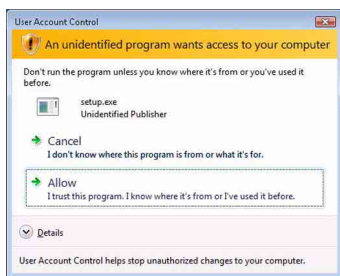 User Account Control
An unidentified program wants access to your computer
Don't run the program unless you know where it's from or you've used it
before.
setup.exe
Unidentified Publisher
Cancel
I don't know where this program is from or what it's for.
Allow
I trust this program. I know where it's from or I've used it before.
Details
User Account Control helps stop unauthorized changes to your computer.